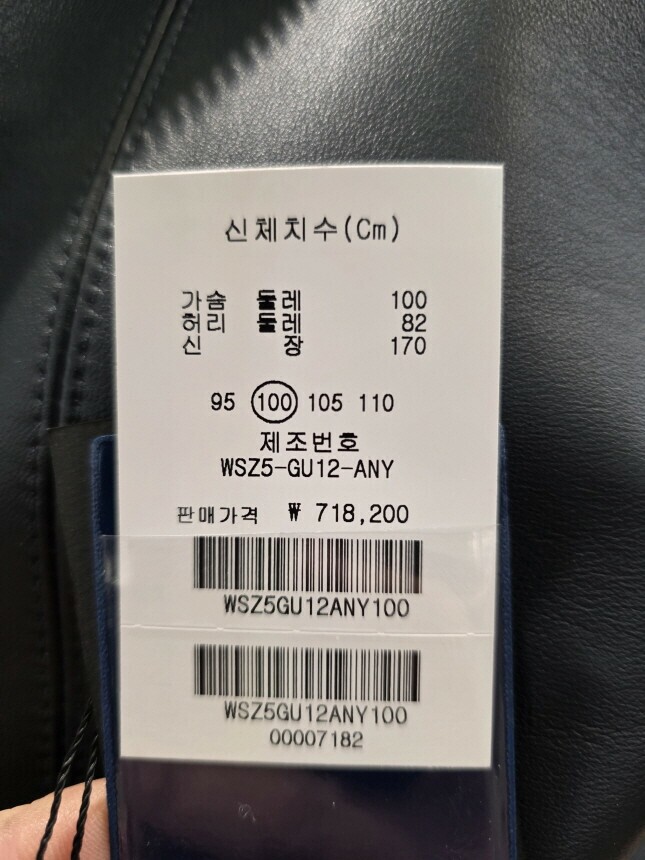 신체치수(Cm)
가슴 둘레 100
허리 둘레 82
신 장 170
95 100 105 110
제조번호
WSZ5-GU12-ANY
판매가격 ₩ 718,200
WSZ5GU12ANY100
WSZ5GU12ANY100
00007182